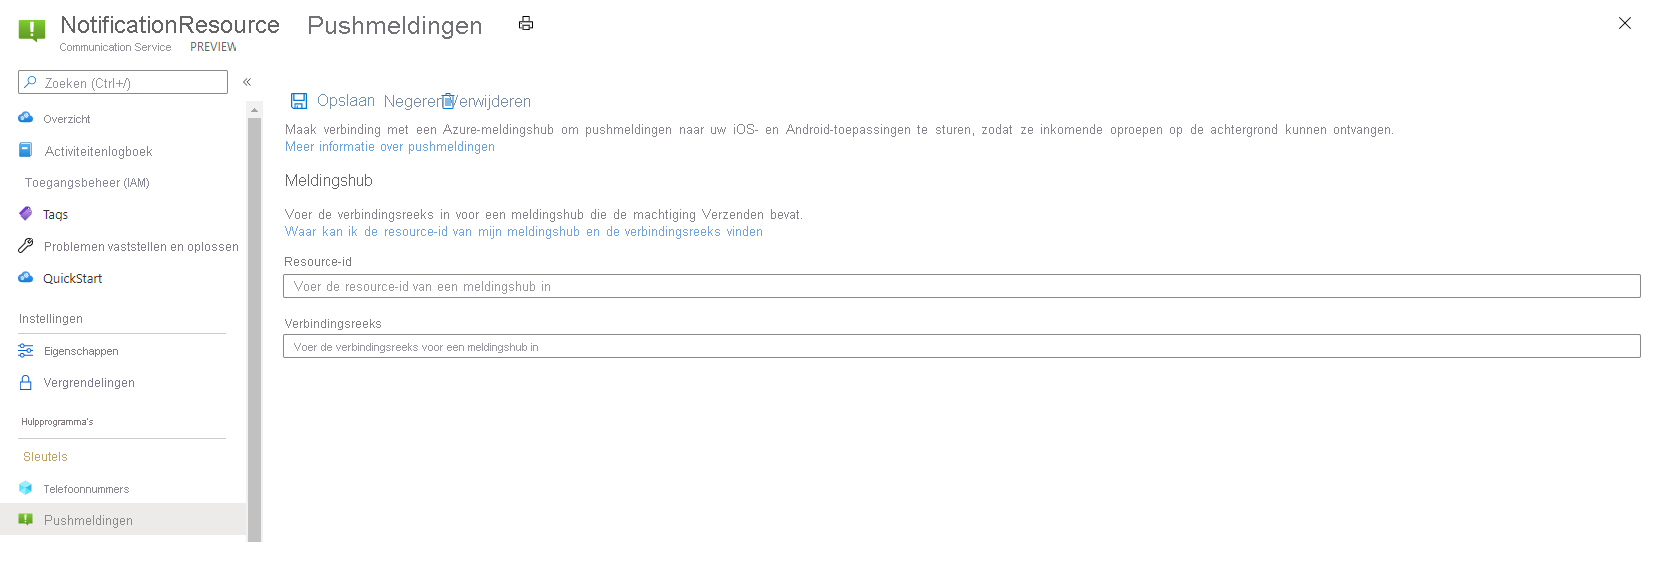 NotificationResource Pushmeldingen
Communication Service PREVIEW
Zoeken (Ctrl+/) «
Overzicht
Activiteitenlogboek
Toegangsbeheer (IAM)
Tags
Problemen vaststellen en oplossen
QuickStart
Instellingen
Eigenschappen
Vergrendelingen
Hulpprogramma's
Sleutels
Telefoonnummers
Pushmeldingen
Opslaan Negeren Verwijderen
Maak verbinding met een Azure-meldingshub om pushmeldingen naar uw iOS- en Android-toepassingen te sturen, zodat ze inkomende oproepen op de achtergrond kunnen ontvangen.
Meer informatie over pushmeldingen
Meldingshub
Voer de verbindingsreeks in voor een meldingshub die de machtiging Verzenden bevat.
Waar kan ik de resource-id van mijn meldingshub en de verbindingsreeks vinden
Resource-id
Voer de resource-id van een meldingshub in
Verbindingsreeks
Voer de verbindingsreeks voor een meldingshub in